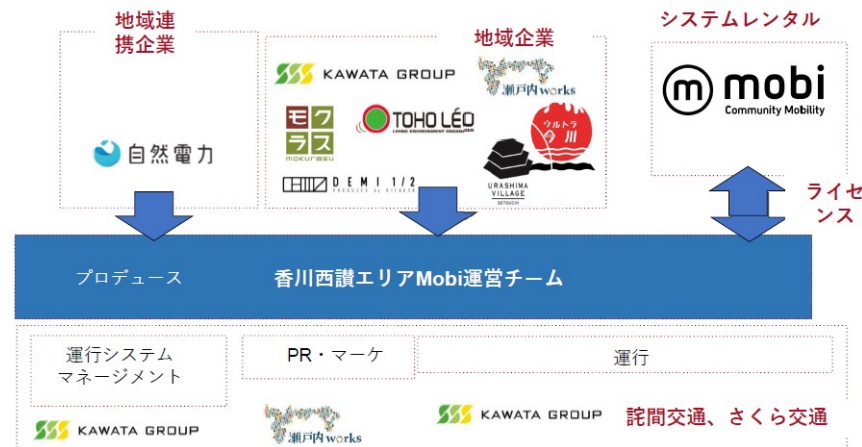 地域連
携企業
自然電力
地域企業
KAWATA GROUP
瀬戸内works
モクラス
mokurasu
TOHO LÉO
ウルトラ
今川
URASHIMA
VILLAGE
SETOUCHI
DEMI 1/2
システムレンタル
mobi
Community Mobility
ライセ
ンス
プロデュース
香川西讃エリアMobi運営チーム
運行システム
マネージメント
PR・マーケ
運行
KAWATA GROUP
瀬戸内works
KAWATA GROUP
詫間交通、さくら交通